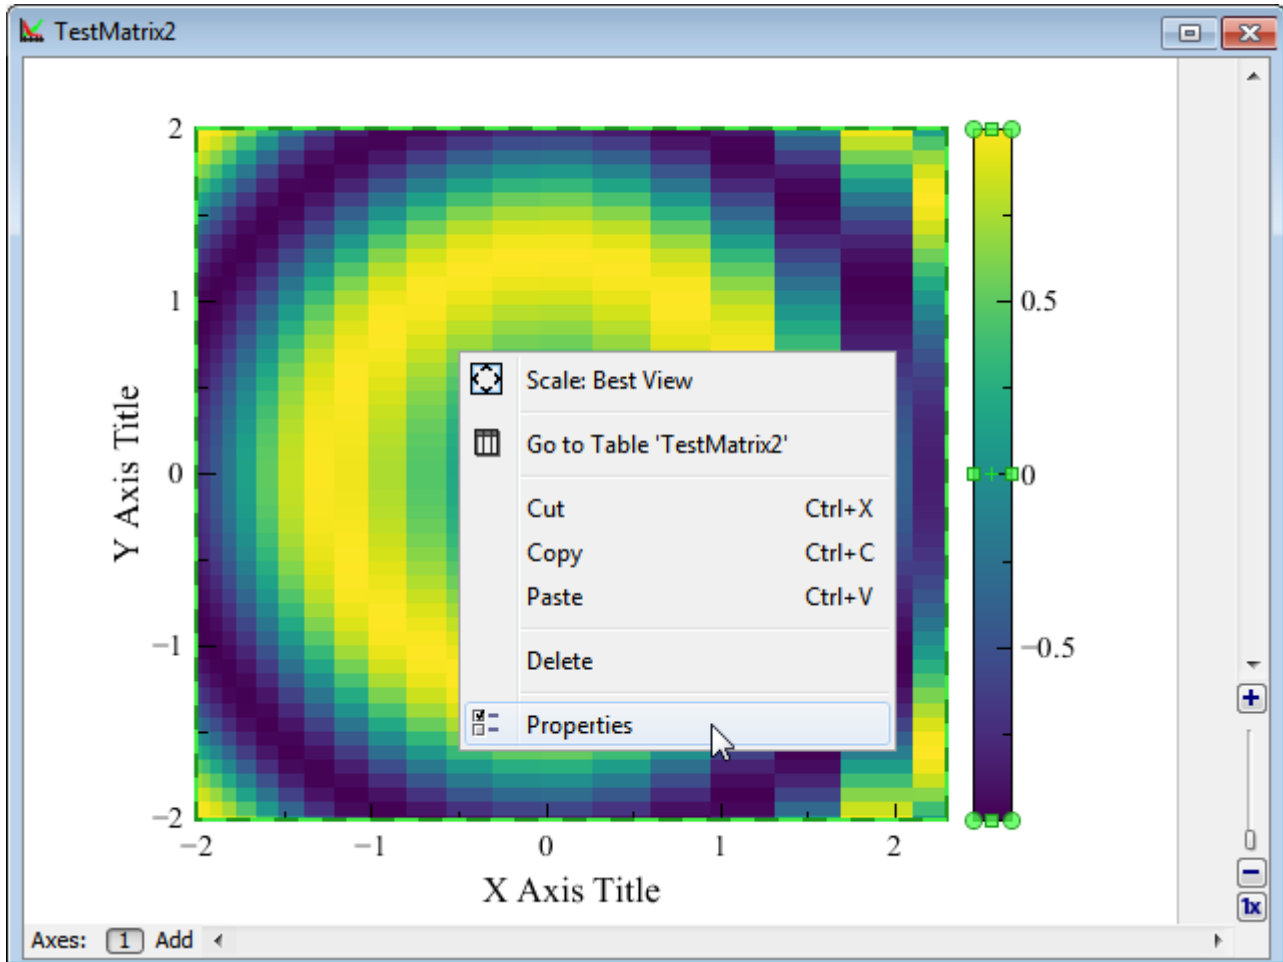 TestMatrix2
2
1
0
−1
−2
Y Axis Title
−2 −1 0 1 2
X Axis Title
0.5
0
−0.5
Scale: Best View
Go to Table 'TestMatrix2'
Cut Ctrl+X
Copy Ctrl+C
Paste Ctrl+V
Delete
Properties
1x
Axes: 1 Add